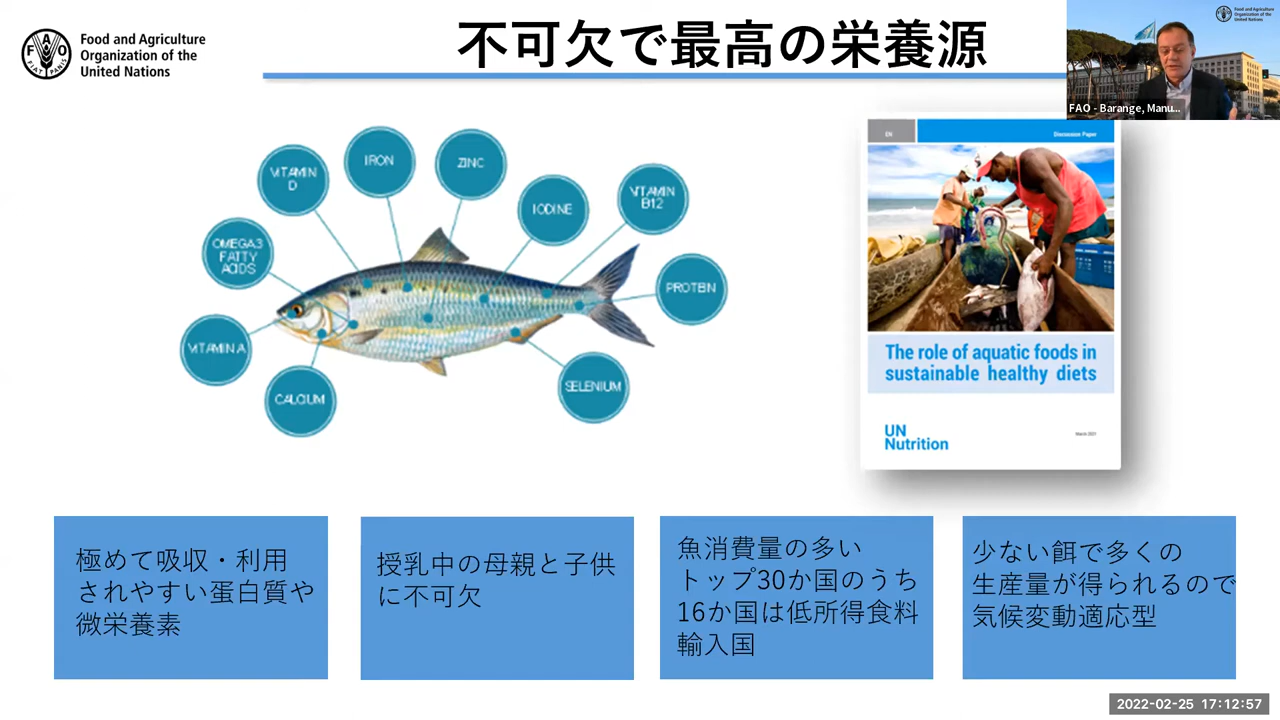 Food and Agriculture
Organization of the
United Nations
不可欠で最高の栄養源
Food and Agriculture
Organization of the
United Nations
FAO - Barange, Manu...
VITAMIN
D
IRON
ZINC
IODINE
VITAMIN
B12
OMEGA3
FATTY
ACIDS
PROTEIN
VITAMIN A
CALCIUM
SELENIUM
EN
Discussion Paper
The role of aquatic foods in
sustainable healthy diets
UN
Nutrition
March 2021
極めて吸収・利用
されやすい蛋白質や
微栄養素
授乳中の母親と子供
に不可欠
魚消費量の多い
トップ30か国のうち
16か国は低所得食料
輸入国
少ない餌で多くの
生産量が得られるので
気候変動適応型
2022-02-25 17:12:57